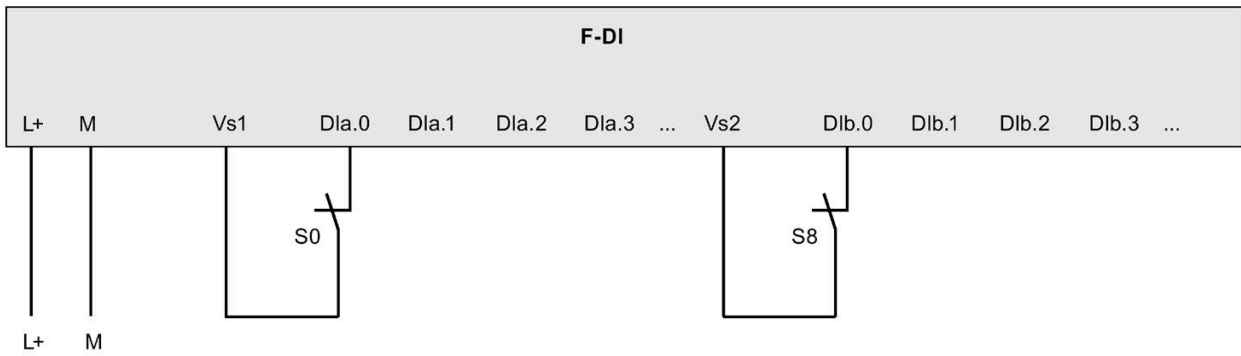 F-DI
L+ M Vs1 DIa.0 DIa.1 DIa.2 DIa.3 ... Vs2 DIb.0 DIb.1 DIb.2 DIb.3 ...
S0 S8
L+ M